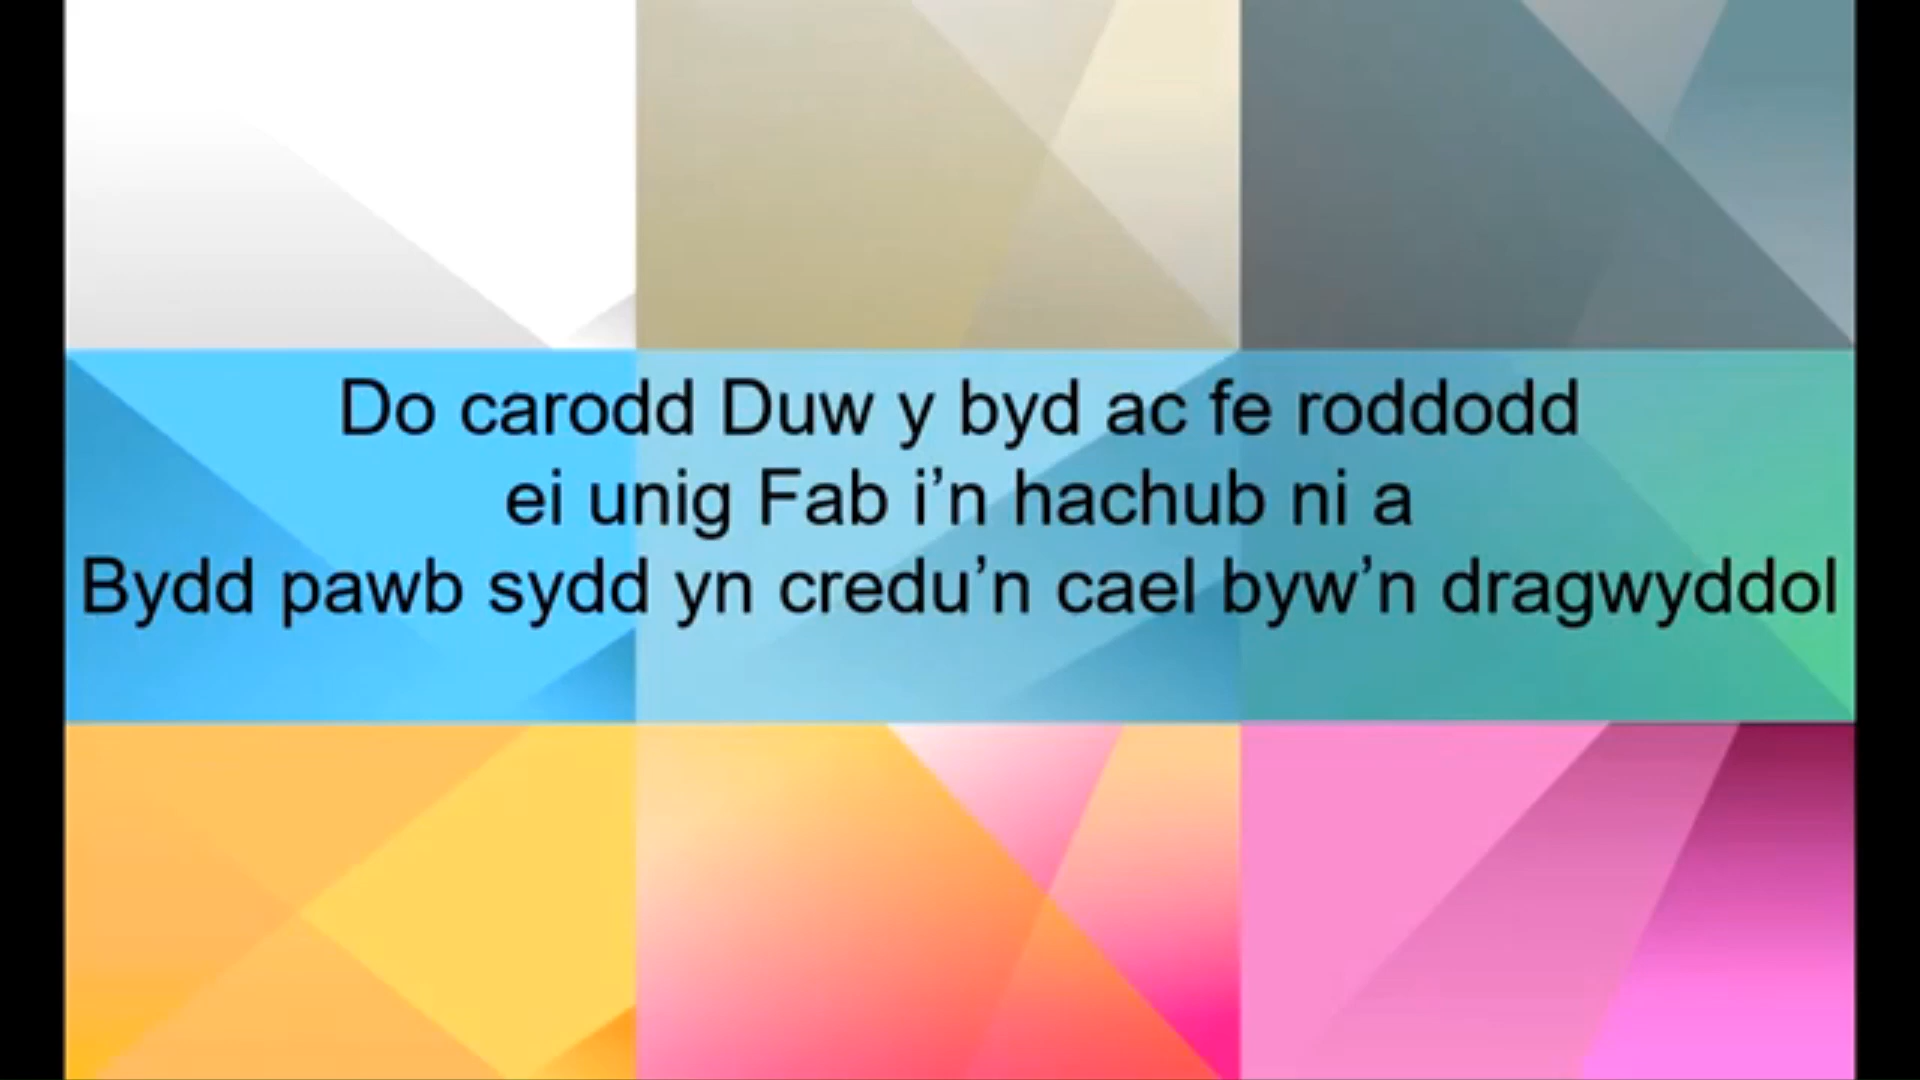 Do carodd Duw y byd ac fe roddodd
ei unig Fab i’n hachub ni a
Bydd pawb sydd yn credu’n cael byw’n dragwyddol